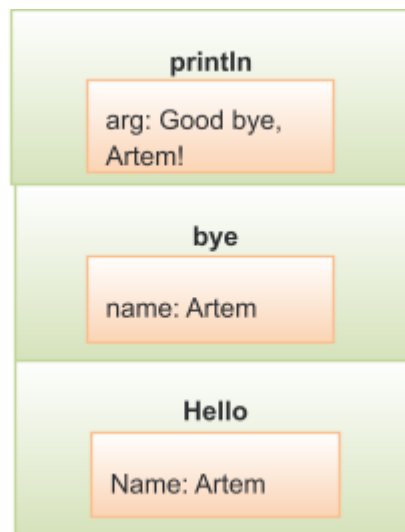 println
arg: Good bye,
Artem!
bye
name: Artem
Hello
Name: Artem